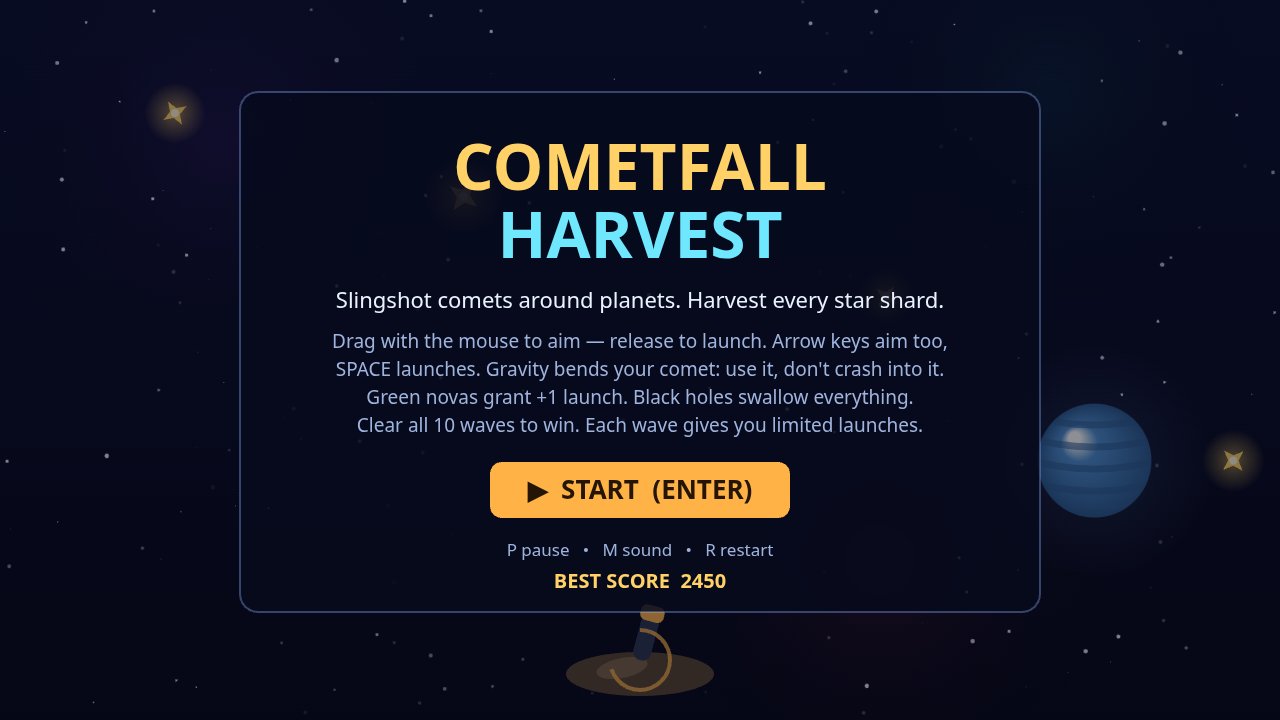 COMETFALL
HARVEST
Slingshot comets around planets. Harvest every star shard.
Drag with the mouse to aim — release to launch. Arrow keys aim too,
SPACE launches. Gravity bends your comet: use it, don't crash into it.
Green novas grant +1 launch. Black holes swallow everything.
Clear all 10 waves to win. Each wave gives you limited launches.
▶ START (ENTER)
P pause • M sound • R restart
BEST SCORE 2450